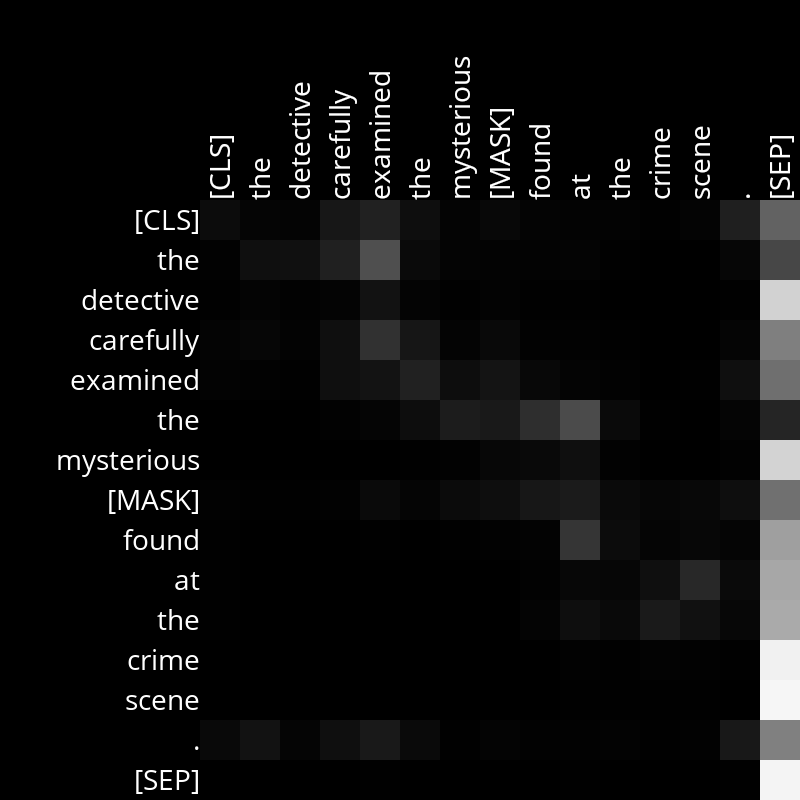 [CLS] the detective carefully examined the mysterious [MASK] found at the crime scene . [SEP]
[CLS]
the
detective
carefully
examined
the
mysterious
[MASK]
found
at
the
crime
scene
.
[SEP]